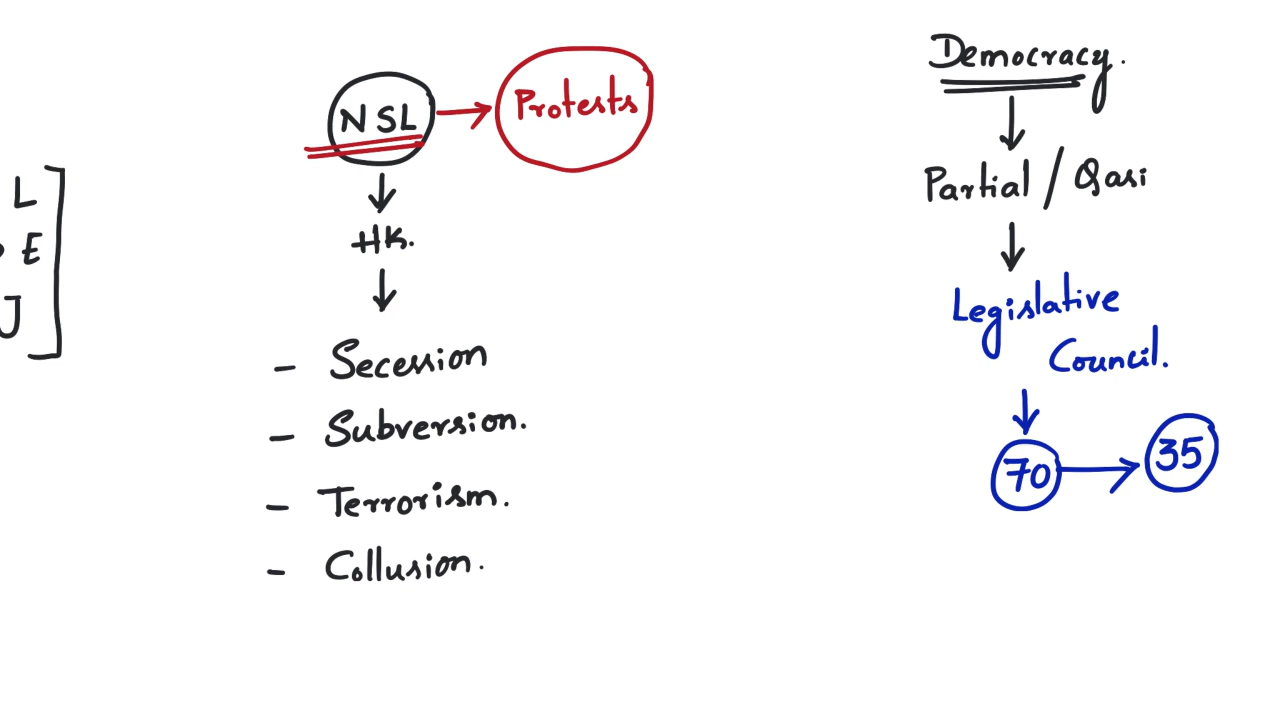 L
E
J
NSL → Protests
↓
HK.
↓
- Secession
- Subversion.
- Terrorism.
- Collusion.
Democracy.
↓
Partial / Qasi
↓
Legislative
Council.
↓
70 → 35